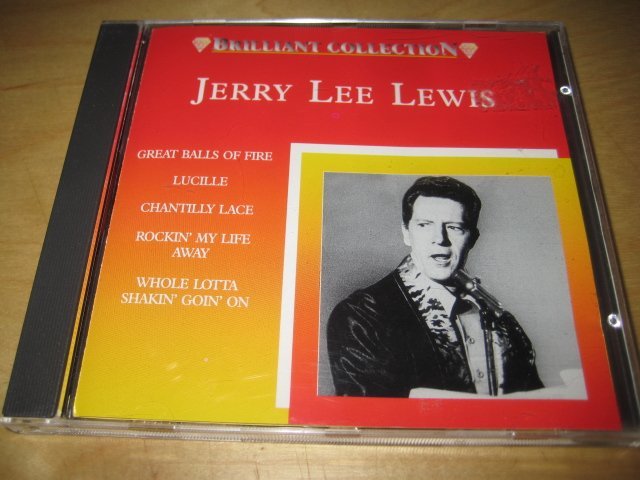 BRILLIANT COLLECTION
JERRY LEE LEWIS
GREAT BALLS OF FIRE
LUCILLE
CHANTILLY LACE
ROCKIN' MY LIFE
AWAY
WHOLE LOTTA
SHAKIN' GOIN' ON